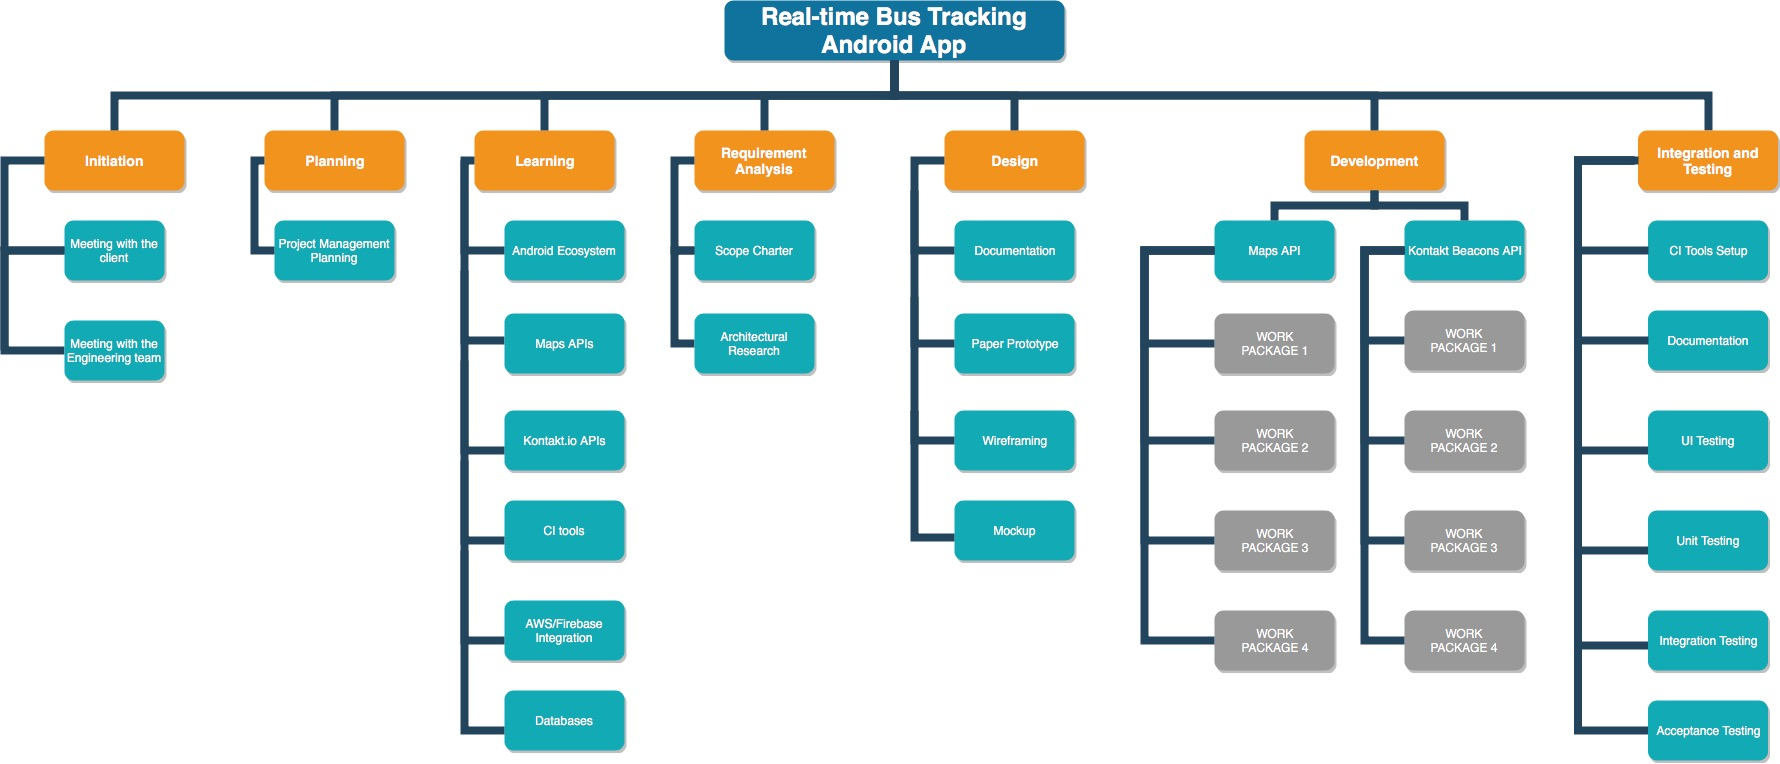 Real-time Bus Tracking
Android App
Initiation
Meeting with the
client
Meeting with the
Engineering team
Planning
Project Management
Planning
Learning
Android Ecosystem
Maps APIs
Kontakt.io APIs
CI tools
AWS/Firebase
Integration
Databases
Requirement
Analysis
Scope Charter
Architectural
Research
Design
Documentation
Paper Prototype
Wireframing
Mockup
Development
Maps API
WORK
PACKAGE 1
WORK
PACKAGE 2
WORK
PACKAGE 3
WORK
PACKAGE 4
Kontakt Beacons API
WORK
PACKAGE 1
WORK
PACKAGE 2
WORK
PACKAGE 3
WORK
PACKAGE 4
Integration and
Testing
CI Tools Setup
Documentation
UI Testing
Unit Testing
Integration Testing
Acceptance Testing